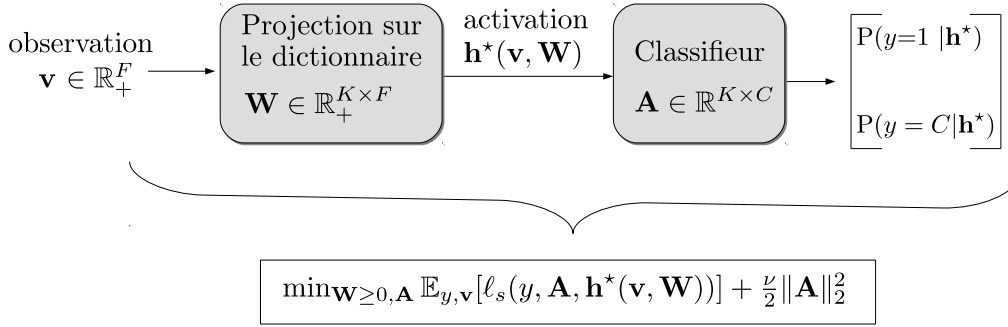 observation
v ∈ ℝ₊^F
Projection sur
le dictionnaire
W ∈ ℝ₊^{K×F}
activation
h*(v, W)
Classifieur
A ∈ ℝ^{K×C}
P(y=1 |h*)
P(y = C|h*)
min_{W≥0,A} 𝔼_{y,v}[ℓ_s(y, A, h*(v, W))] + ν/2 ‖A‖₂²